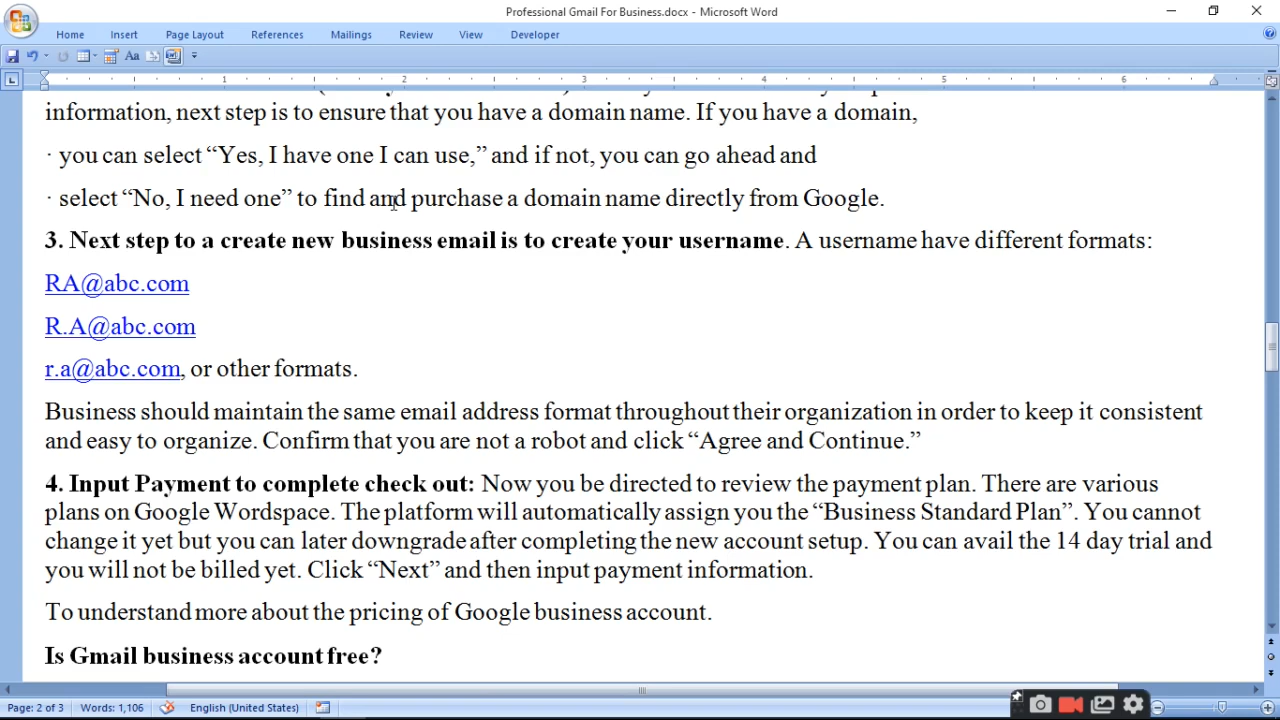 Professional Gmail For Business.docx - Microsoft Word
Home Insert Page Layout References Mailings Review View Developer
Aa
1 2 3 4 5 6
information, next step is to ensure that you have a domain name. If you have a domain,
· you can select “Yes, I have one I can use,” and if not, you can go ahead and
· select “No, I need one” to find and purchase a domain name directly from Google.
3. Next step to a create new business email is to create your username. A username have different formats:
RA@abc.com
R.A@abc.com
r.a@abc.com, or other formats.
Business should maintain the same email address format throughout their organization in order to keep it consistent
and easy to organize. Confirm that you are not a robot and click “Agree and Continue.”
4. Input Payment to complete check out: Now you be directed to review the payment plan. There are various
plans on Google Wordspace. The platform will automatically assign you the “Business Standard Plan”. You cannot
change it yet but you can later downgrade after completing the new account setup. You can avail the 14 day trial and
you will not be billed yet. Click “Next” and then input payment information.
To understand more about the pricing of Google business account.
Is Gmail business account free?
Page: 2 of 3 Words: 1,106 English (United States)